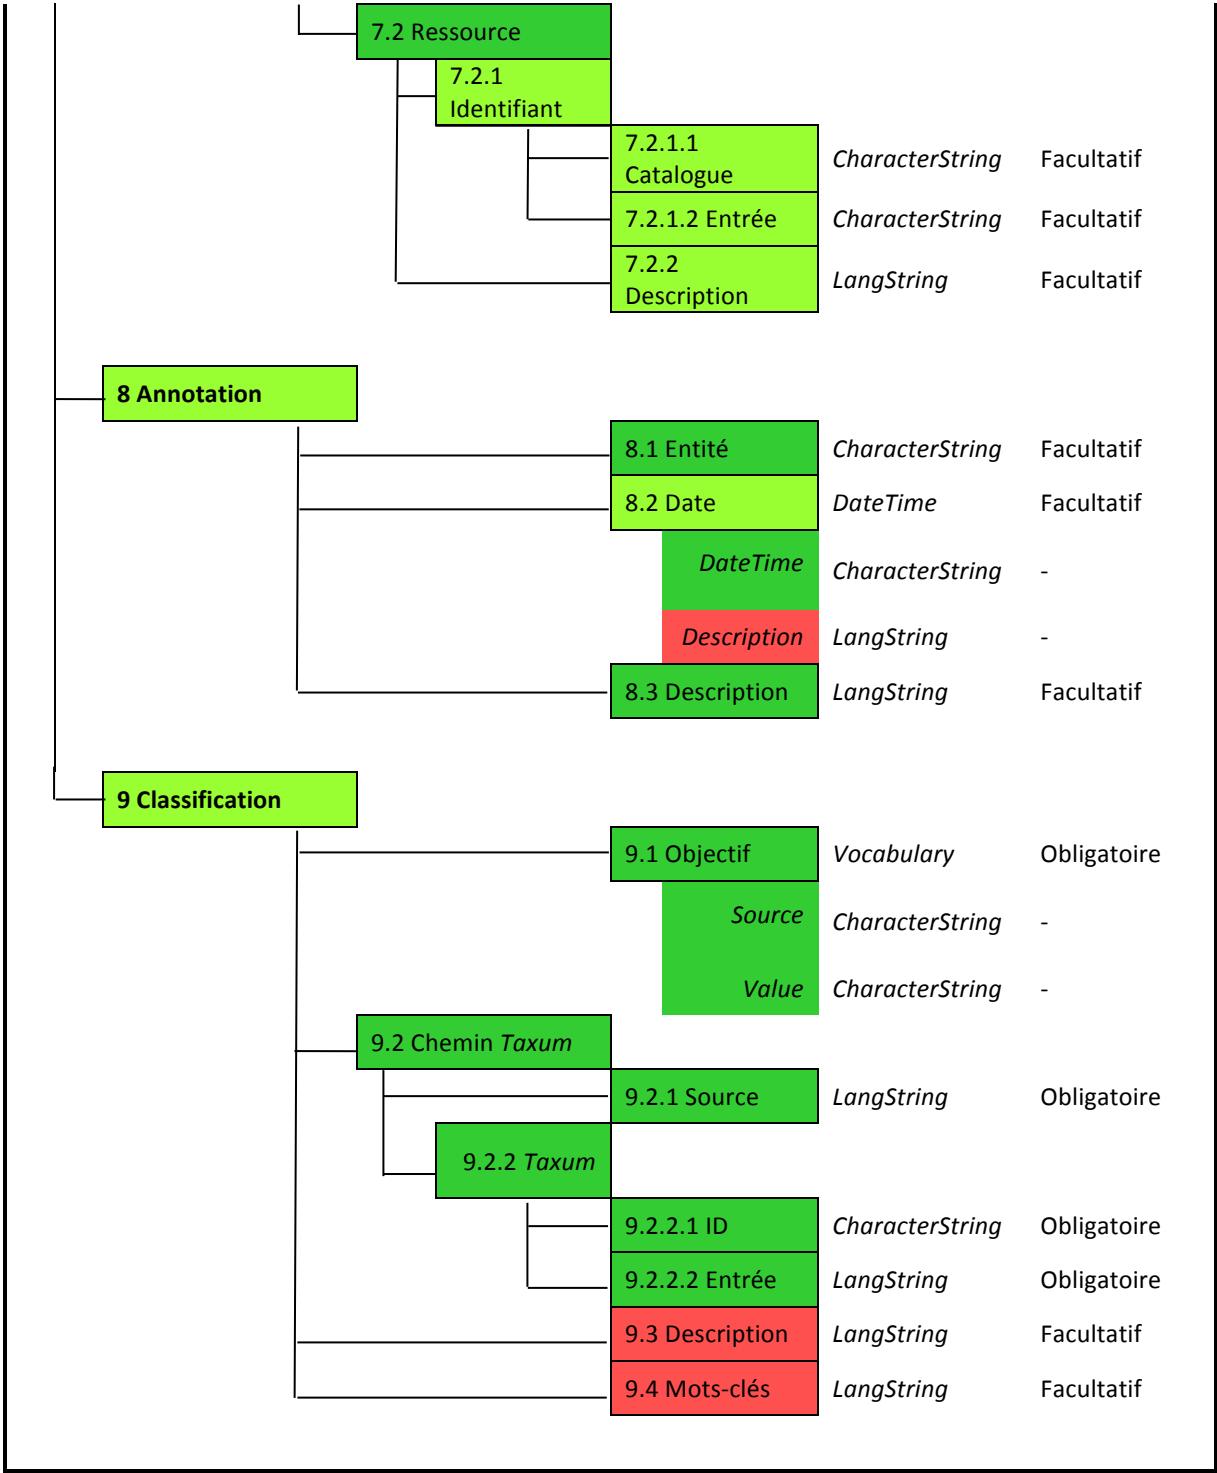 7.2 Ressource
7.2.1
Identifiant
7.2.1.1
Catalogue
CharacterString
Facultatif
7.2.1.2 Entrée
CharacterString
Facultatif
7.2.2
Description
LangString
Facultatif
8 Annotation
8.1 Entité
CharacterString
Facultatif
8.2 Date
DateTime
Facultatif
DateTime
CharacterString
-
Description
LangString
-
8.3 Description
LangString
Facultatif
9 Classification
9.1 Objectif
Vocabulary
Obligatoire
Source
CharacterString
-
Value
CharacterString
-
9.2 Chemin Taxum
9.2.1 Source
LangString
Obligatoire
9.2.2 Taxum
9.2.2.1 ID
CharacterString
Obligatoire
9.2.2.2 Entrée
LangString
Obligatoire
9.3 Description
LangString
Facultatif
9.4 Mots-clés
LangString
Facultatif